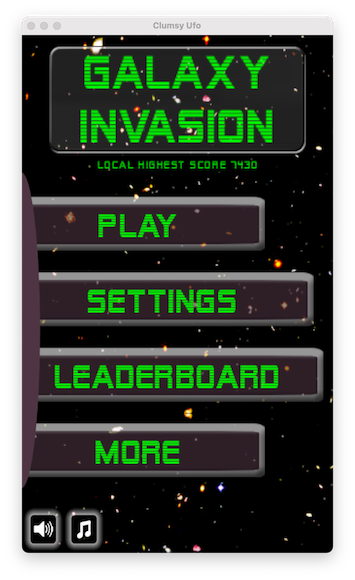 Clumsy Ufo
GALAXY
INVASION
LOCAL HIGHEST SCORE 7430
PLAY
SETTINGS
LEADERBOARD
MORE